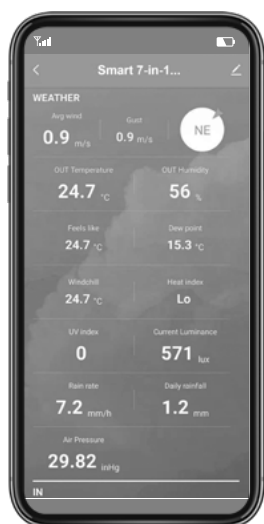 Smart 7-in-1...
WEATHER
Avg wind
Gust
0.9 m/s
0.9 m/s
NE
OUT Temperature
OUT Humidity
24.7 °C
56 %
Feels like
Dew point
24.7 °C
15.3 °C
Windchill
Heat index
24.7 °C
Lo
UV index
Current Luminance
0
571 lux
Rain rate
Daily rainfall
7.2 mm/h
1.2 mm
Air Pressure
29.82 inHg
IN